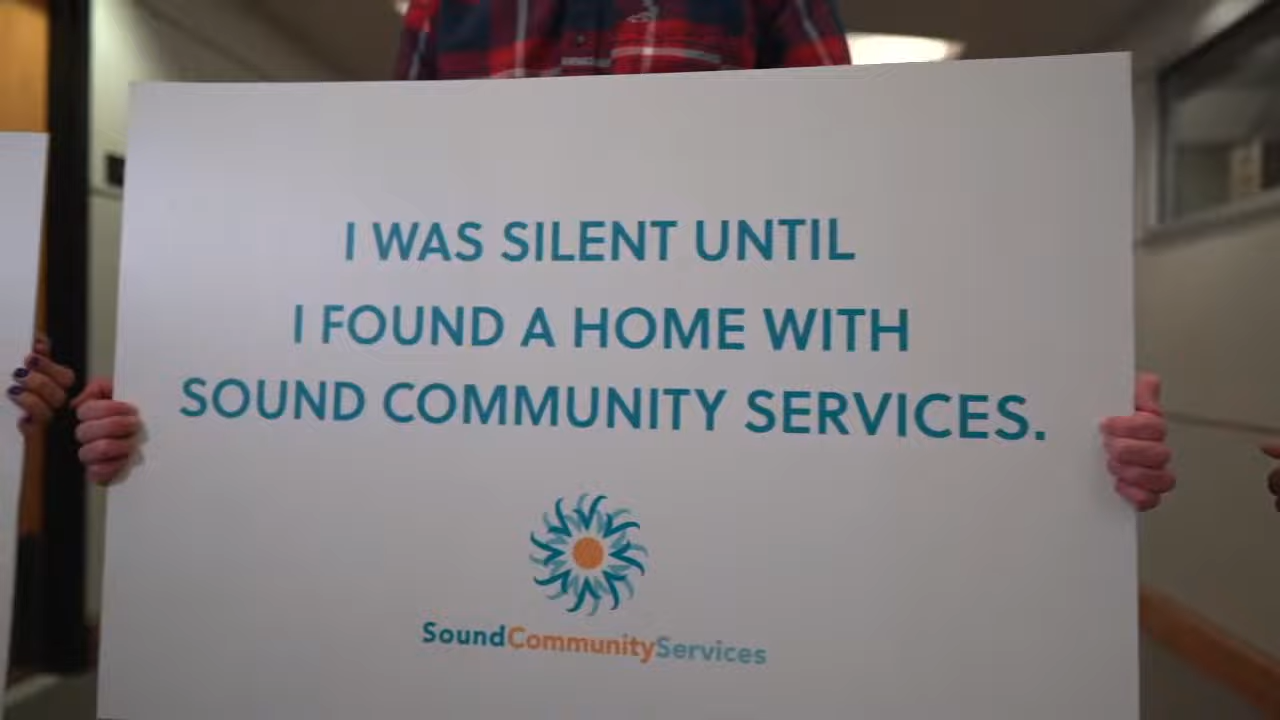 I WAS SILENT UNTIL
I FOUND A HOME WITH
SOUND COMMUNITY SERVICES.
SoundCommunityServices